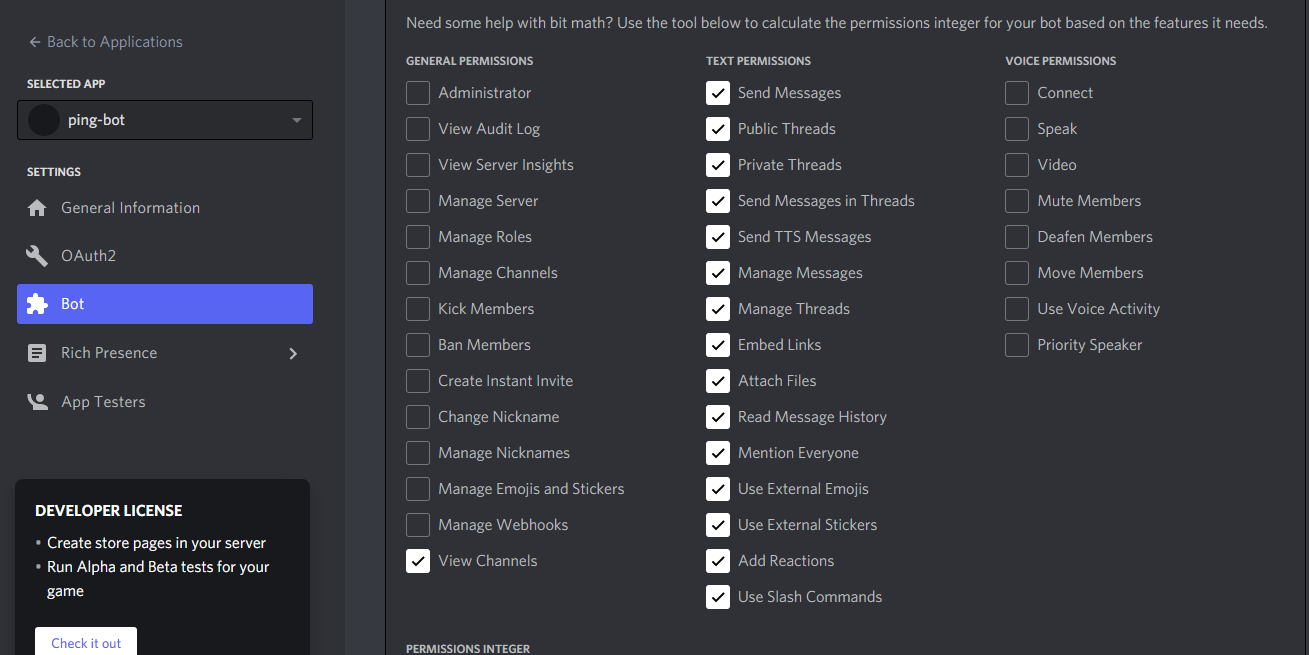 Back to Applications
SELECTED APP
ping-bot
SETTINGS
General Information
OAuth2
Bot
Rich Presence
App Testers
DEVELOPER LICENSE
• Create store pages in your server
• Run Alpha and Beta tests for your
game
Check it out
Need some help with bit math? Use the tool below to calculate the permissions integer for your bot based on the features it needs.
GENERAL PERMISSIONS
Administrator
View Audit Log
View Server Insights
Manage Server
Manage Roles
Manage Channels
Kick Members
Ban Members
Create Instant Invite
Change Nickname
Manage Nicknames
Manage Emojis and Stickers
Manage Webhooks
View Channels
TEXT PERMISSIONS
Send Messages
Public Threads
Private Threads
Send Messages in Threads
Send TTS Messages
Manage Messages
Manage Threads
Embed Links
Attach Files
Read Message History
Mention Everyone
Use External Emojis
Use External Stickers
Add Reactions
Use Slash Commands
VOICE PERMISSIONS
Connect
Speak
Video
Mute Members
Deafen Members
Move Members
Use Voice Activity
Priority Speaker
PERMISSIONS INTEGER